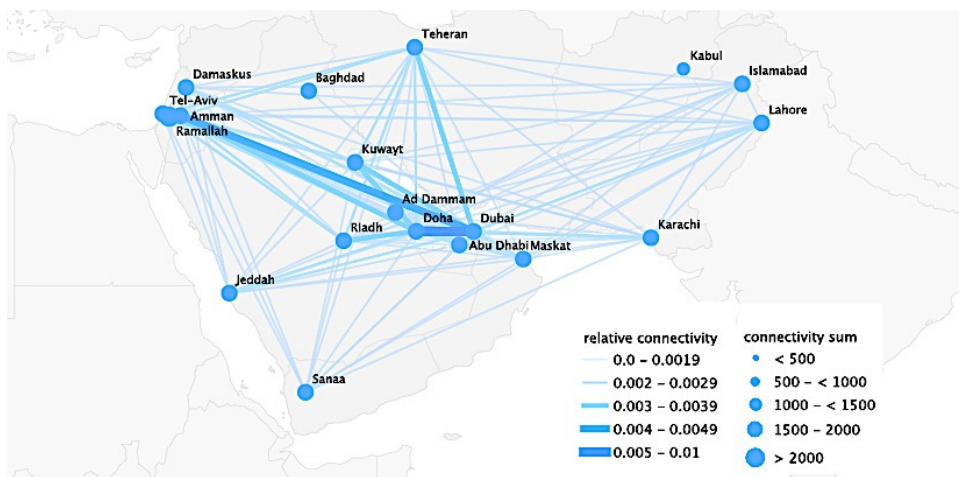 Teheran
Kabul
Islamabad
Damaskus
Baghdad
Tel-Aviv
Amman
Ramallah
Lahore
Kuwayt
Ad Dammam
Doha
Dubai
Riadh
Abu Dhabi
Maskat
Karachi
Jeddah
Sanaa
relative connectivity
0.0 – 0.0019
0.002 – 0.0029
0.003 – 0.0039
0.004 – 0.0049
0.005 – 0.01
connectivity sum
< 500
500 – < 1000
1000 – < 1500
1500 – 2000
> 2000